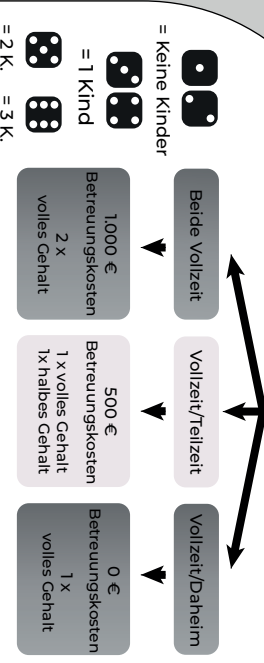 = Keine Kinder
= 1 Kind
= 2 K.
= 3 K.
Beide Vollzeit
1.000 €
Betreuungskosten
2 x
volles Gehalt
Vollzeit/Teilzeit
500 €
Betreuungskosten
1 x volles Gehalt
1x halbes Gehalt
Vollzeit/Daheim
0 €
Betreuungskosten
1x
volles Gehalt